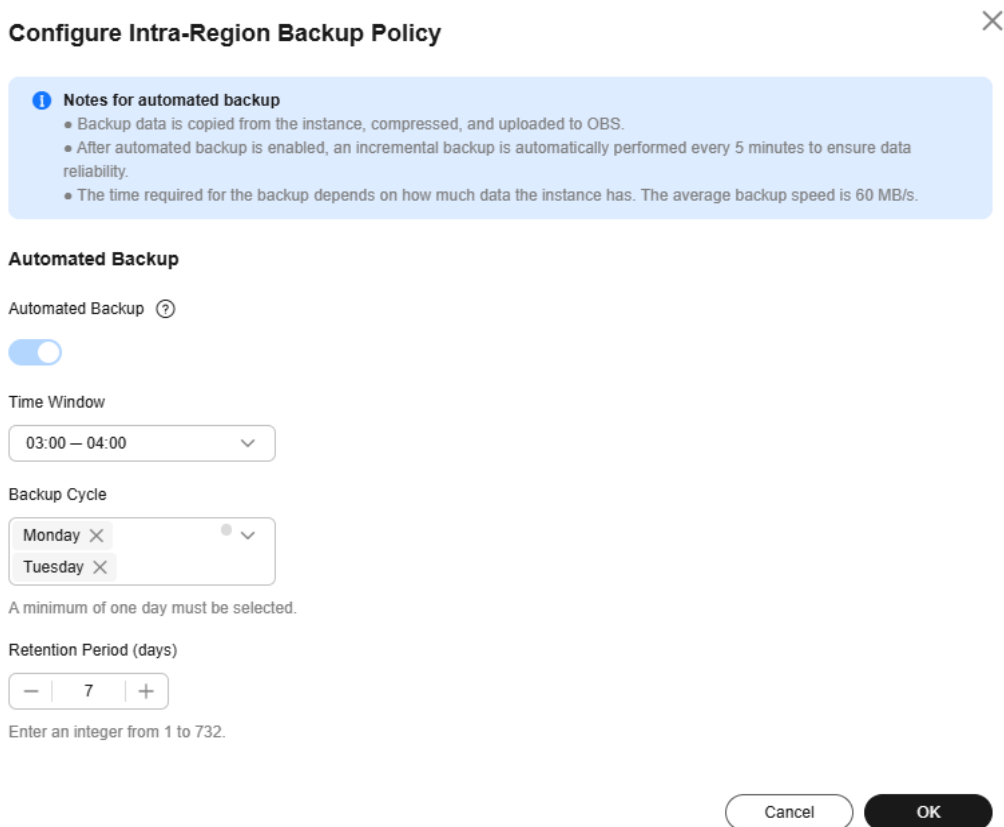 Configure Intra-Region Backup Policy
Notes for automated backup
● Backup data is copied from the instance, compressed, and uploaded to OBS.
● After automated backup is enabled, an incremental backup is automatically performed every 5 minutes to ensure data
reliability.
● The time required for the backup depends on how much data the instance has. The average backup speed is 60 MB/s.
Automated Backup
Automated Backup
Time Window
03:00 — 04:00
Backup Cycle
Monday
Tuesday
A minimum of one day must be selected.
Retention Period (days)
7
Enter an integer from 1 to 732.
Cancel OK